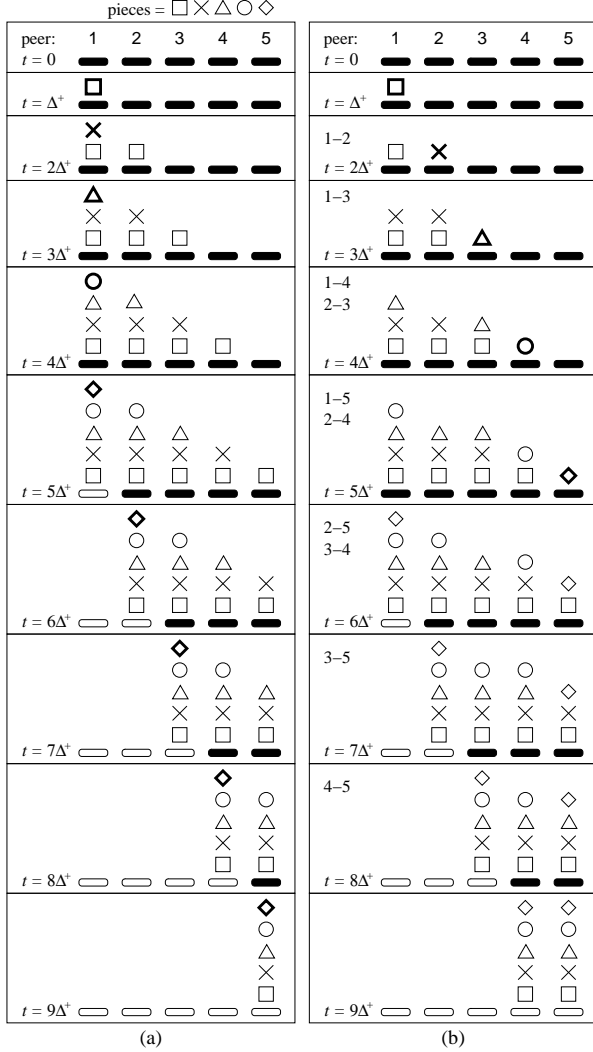 pieces = □ × △ ○ ◇
peer: 1 2 3 4 5
t = 0
t = Δ⁺
t = 2Δ⁺
t = 3Δ⁺
t = 4Δ⁺
t = 5Δ⁺
t = 6Δ⁺
t = 7Δ⁺
t = 8Δ⁺
t = 9Δ⁺
(a)
peer: 1 2 3 4 5
t = 0
t = Δ⁺
1–2
t = 2Δ⁺
1–3
t = 3Δ⁺
1–4
2–3
t = 4Δ⁺
1–5
2–4
t = 5Δ⁺
2–5
3–4
t = 6Δ⁺
3–5
t = 7Δ⁺
4–5
t = 8Δ⁺
t = 9Δ⁺
(b)